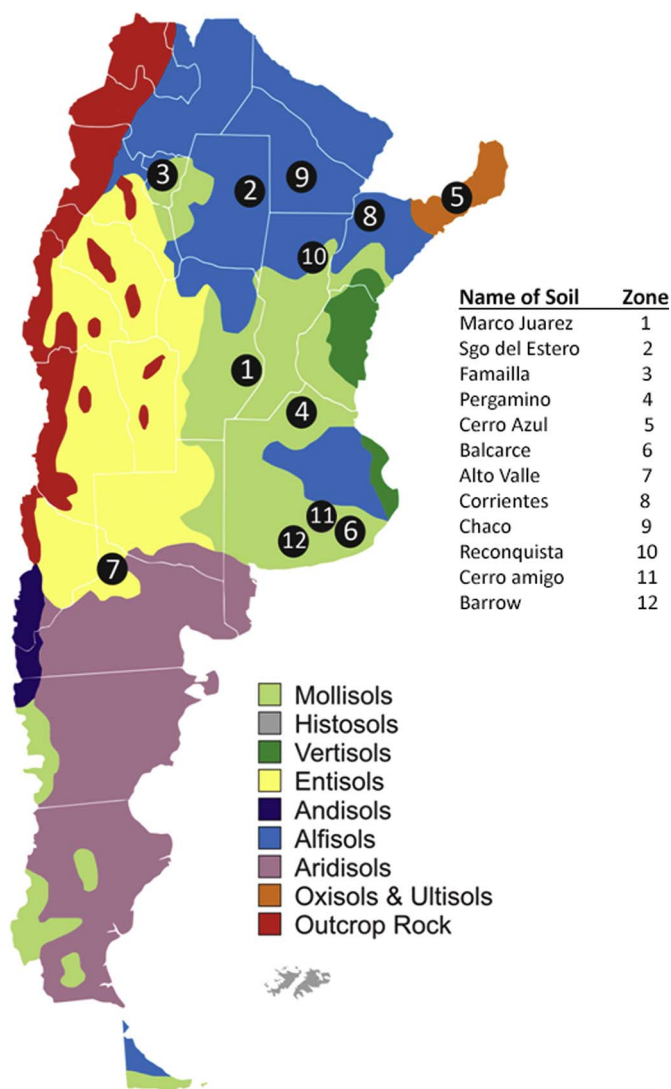 3
2
9
5
8
10
Name of Soil Zone
Marco Juarez 1
Sgo del Estero 2
Famailla 3
Pergamino 4
Cerro Azul 5
Balcarce 6
Alto Valle 7
Corrientes 8
Chaco 9
Reconquista 10
Cerro amigo 11
Barrow 12
1
4
11
6
12
7
Mollisols
Histosols
Vertisols
Entisols
Andisols
Alfisols
Aridisols
Oxisols & Ultisols
Outcrop Rock